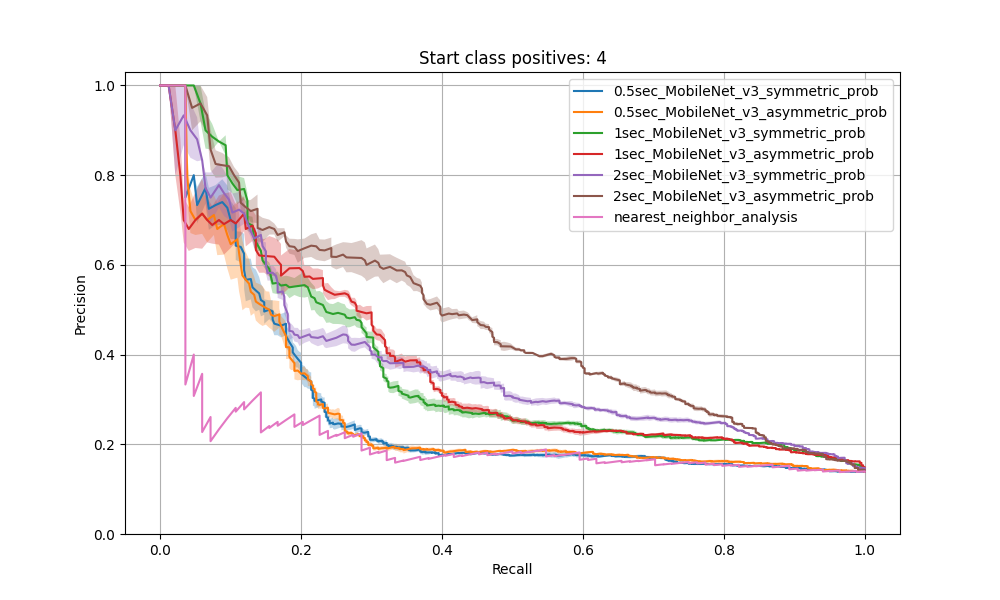 Start class positives: 4
1.0
0.8
0.6
0.4
0.2
0.0
Precision
0.5sec_MobileNet_v3_symmetric_prob
0.5sec_MobileNet_v3_asymmetric_prob
1sec_MobileNet_v3_symmetric_prob
1sec_MobileNet_v3_asymmetric_prob
2sec_MobileNet_v3_symmetric_prob
2sec_MobileNet_v3_asymmetric_prob
nearest_neighbor_analysis
0.0 0.2 0.4 0.6 0.8 1.0
Recall